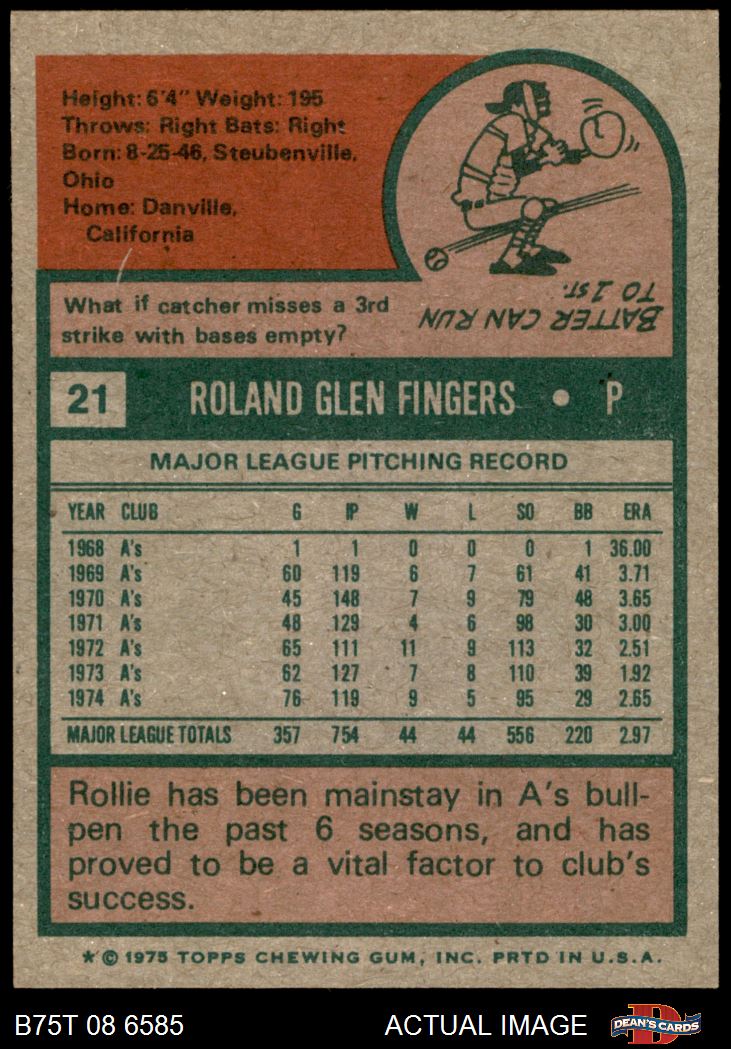 Height: 6'4" Weight: 195
Throws: Right Bats: Right
Born: 8-25-46, Steubenville,
Ohio
Home: Danville,
California
What if catcher misses a 3rd
strike with bases empty?
BATTER CAN RUN
TO 1ST.
21 ROLAND GLEN FINGERS • P
MAJOR LEAGUE PITCHING RECORD
YEAR CLUB G IP W L SO BB ERA
1968 A's 1 1 0 0 0 1 36.00
1969 A's 60 119 6 7 61 41 3.71
1970 A's 45 148 7 9 79 48 3.65
1971 A's 48 129 4 6 98 30 3.00
1972 A's 65 111 11 9 113 32 2.51
1973 A's 62 127 7 8 110 39 1.92
1974 A's 76 119 9 5 95 29 2.65
MAJOR LEAGUE TOTALS 357 754 44 44 556 220 2.97
Rollie has been mainstay in A's bull-
pen the past 6 seasons, and has
proved to be a vital factor to club's
success.
★ © 1975 TOPPS CHEWING GUM, INC. PRTD IN U.S.A.
B75T 08 6585 ACTUAL IMAGE DEAN'S CARDS